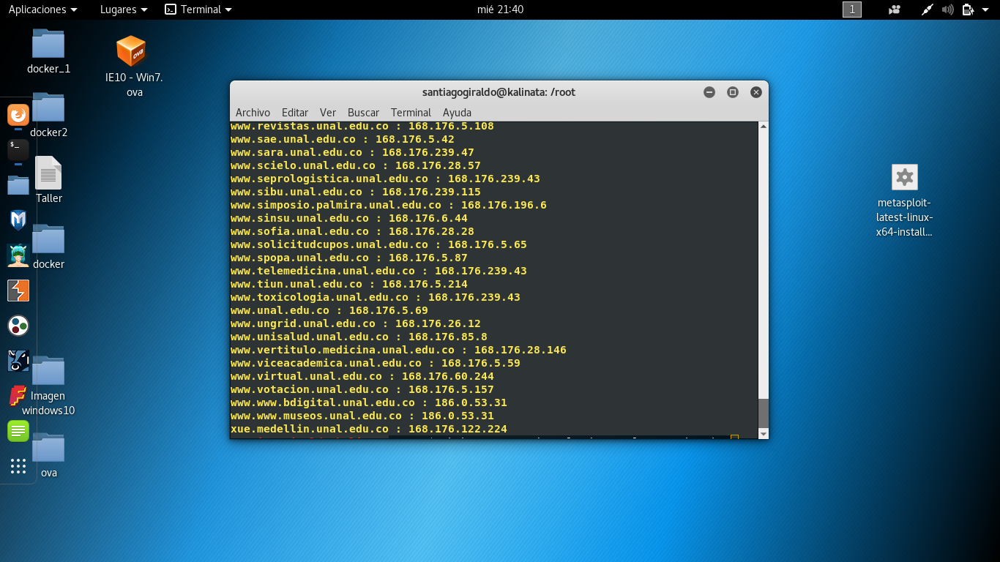 Aplicaciones Lugares Terminal mié 21:40 1
docker_1
IE10 - Win7.
ova
docker2
Taller
docker
Imagen
windows10
ova
metasploit-
latest-linux-
x64-install...
santiagogiraldo@kalinata: /root
Archivo Editar Ver Buscar Terminal Ayuda
www.revistas.unal.edu.co : 168.176.5.108
www.sae.unal.edu.co : 168.176.5.42
www.sara.unal.edu.co : 168.176.239.47
www.scielo.unal.edu.co : 168.176.28.57
www.seprologistica.unal.edu.co : 168.176.239.43
www.sibu.unal.edu.co : 168.176.239.115
www.simposio.palmira.unal.edu.co : 168.176.196.6
www.sinsu.unal.edu.co : 168.176.6.44
www.sofia.unal.edu.co : 168.176.28.28
www.solicitudcupos.unal.edu.co : 168.176.5.65
www.spopa.unal.edu.co : 168.176.5.87
www.telemedicina.unal.edu.co : 168.176.239.43
www.tiun.unal.edu.co : 168.176.5.214
www.toxicologia.unal.edu.co : 168.176.239.43
www.unal.edu.co : 168.176.5.69
www.ungrid.unal.edu.co : 168.176.26.12
www.unisalud.unal.edu.co : 168.176.85.8
www.vertitulo.medicina.unal.edu.co : 168.176.28.146
www.viceacademica.unal.edu.co : 168.176.5.59
www.virtual.unal.edu.co : 168.176.60.244
www.votacion.unal.edu.co : 168.176.5.157
www.www.bdigital.unal.edu.co : 186.0.53.31
www.www.museos.unal.edu.co : 186.0.53.31
xue.medellin.unal.edu.co : 168.176.122.224